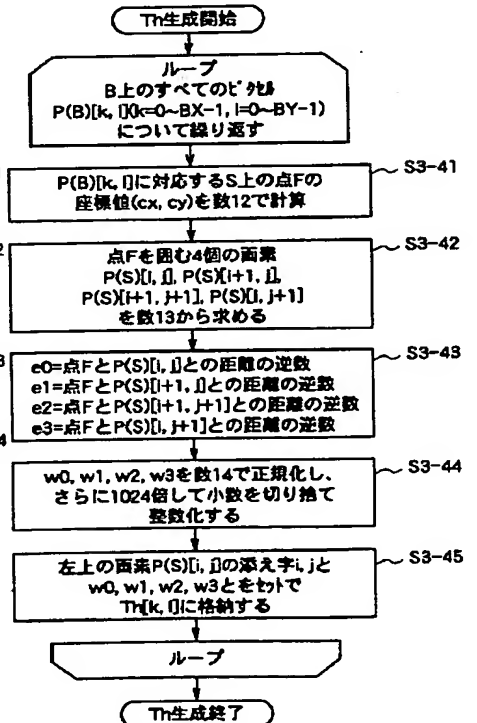 Th生成開始
ループ
B上のすべてのピクセル
P(B)[k, l](k=0~BX-1, l=0~BY-1)
について繰り返す
S3-41
P(B)[k, l]に対応するS上の点Fの
座標値(cx, cy)を数12で計算
S3-42
点Fを囲む4個の画素
P(S)[i, j], P(S)[i+1, j],
P(S)[i+1, j+1], P(S)[i, j+1]
を数13から求める
S3-43
e0=点FとP(S)[i, j]との距離の逆数
e1=点FとP(S)[i+1, j]との距離の逆数
e2=点FとP(S)[i+1, j+1]との距離の逆数
e3=点FとP(S)[i, j+1]との距離の逆数
S3-44
w0, w1, w2, w3を数14で正規化し、
さらに1024倍して小数を切り捨て
整数化する
S3-45
左上の画素P(S)[i, j]の添え字i, jと
w0, w1, w2, w3とをセットで
Th[k, l]に格納する
ループ
Th生成終了